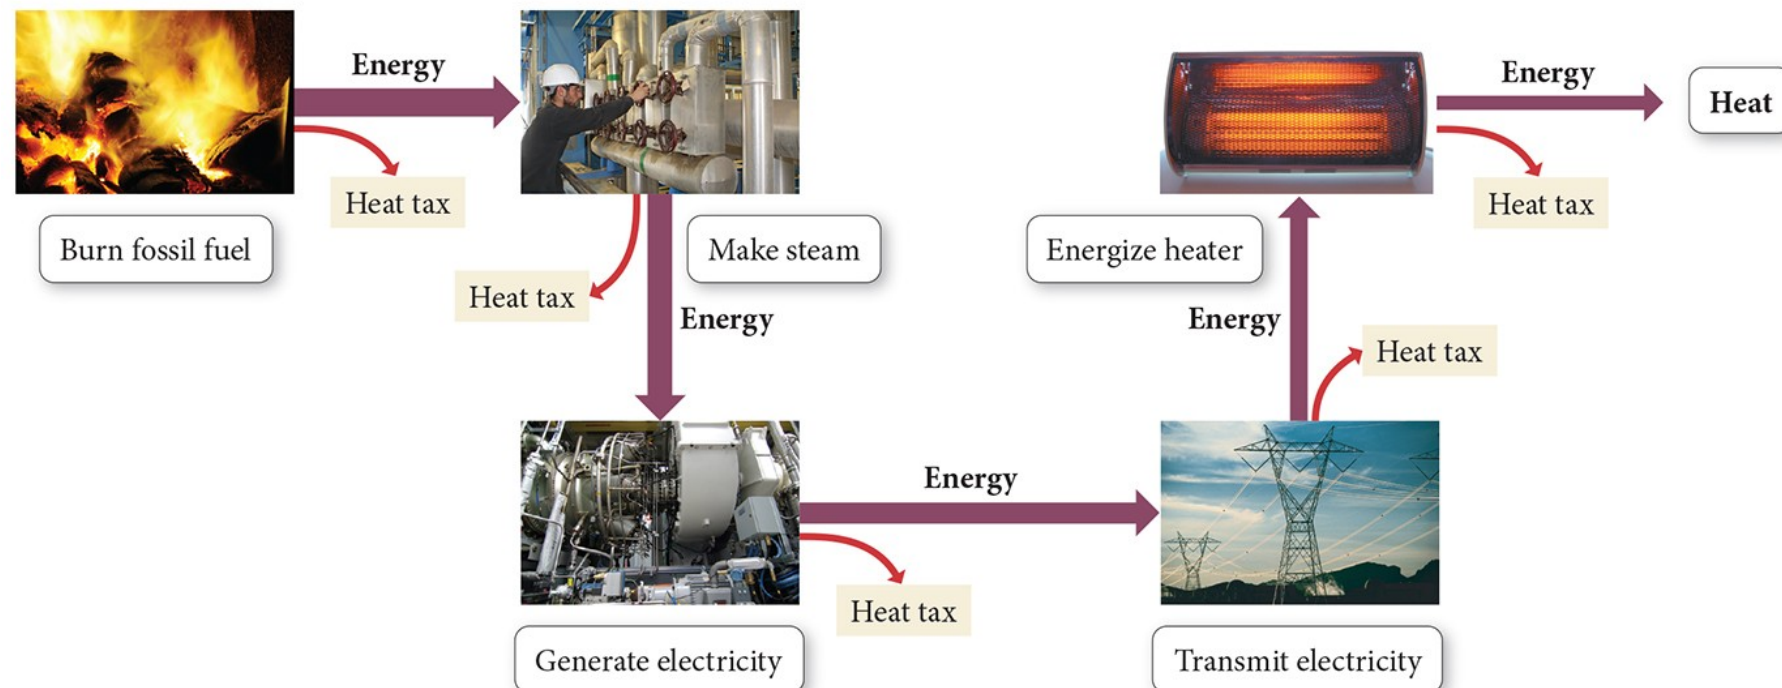 Energy
Heat tax
Burn fossil fuel
Make steam
Heat tax
Energy
Generate electricity
Energy
Heat tax
Transmit electricity
Energy
Heat tax
Energize heater
Energy
Heat tax
Heat